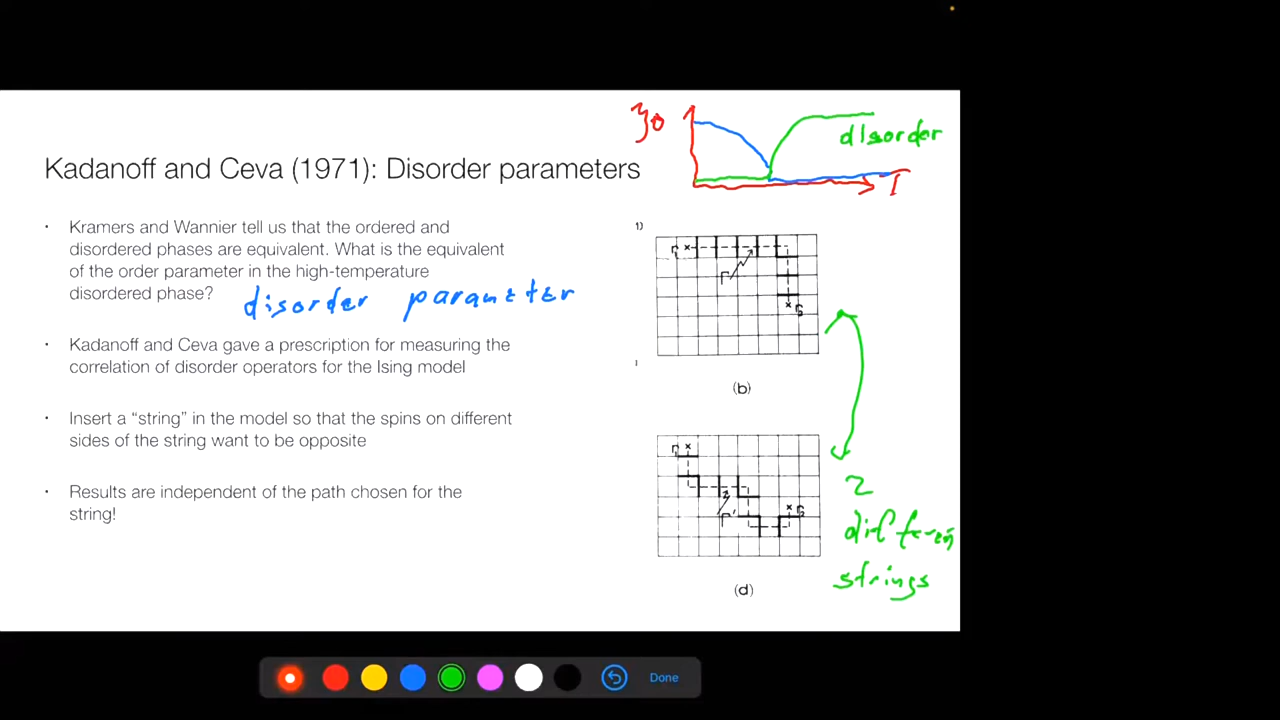 disorder
Kadanoff and Ceva (1971): Disorder parameters
T
· Kramers and Wannier tell us that the ordered and
disordered phases are equivalent. What is the equivalent
of the order parameter in the high-temperature
disordered phase?
disorder parameter
· Kadanoff and Ceva gave a prescription for measuring the
correlation of disorder operators for the Ising model
· Insert a “string” in the model so that the spins on different
sides of the string want to be opposite
· Results are independent of the path chosen for the
string!
Γ
(b)
Γ'
(d)
2
strings
Done